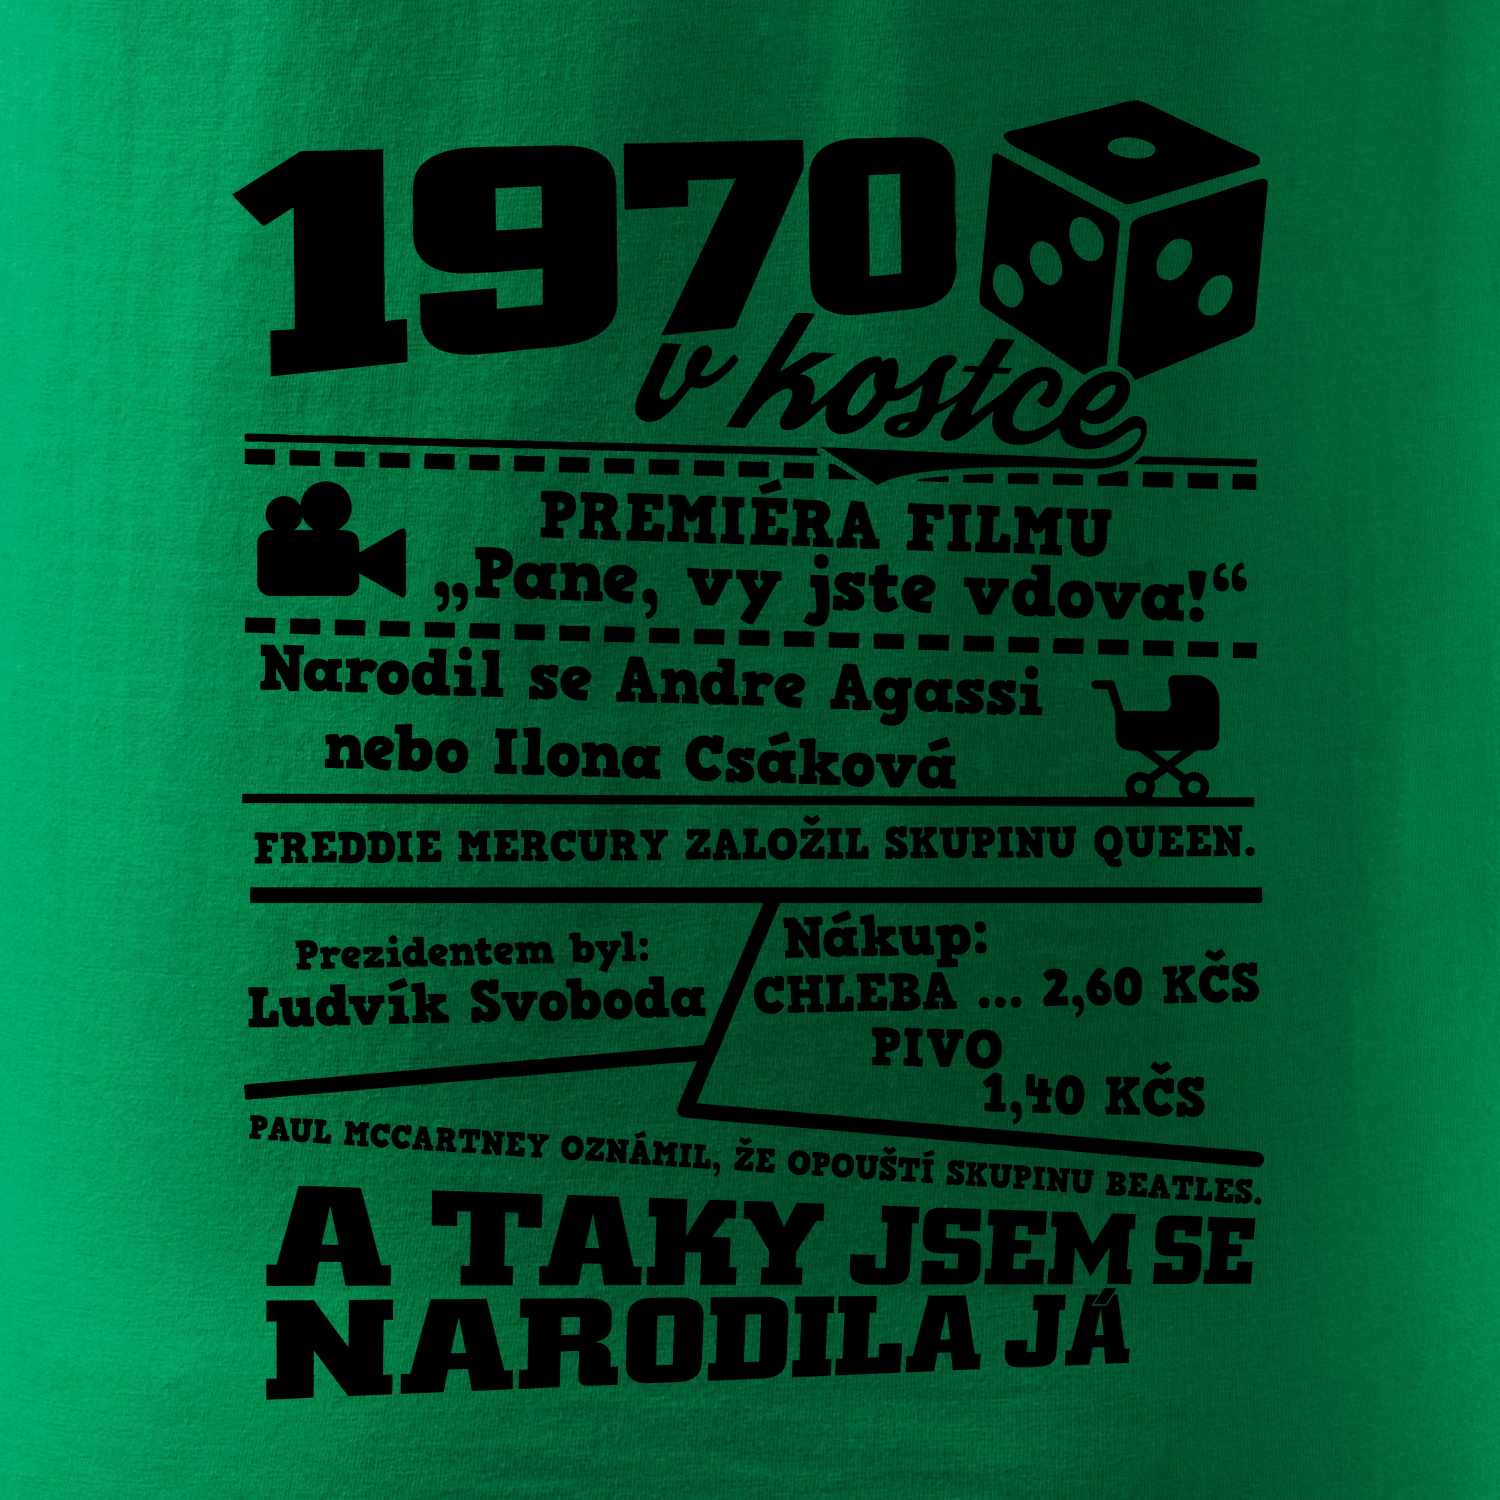 1970
v kostce
PREMIÉRA FILMU
„Pane, vy jste vdova!“
Narodil se Andre Agassi
nebo Ilona Csáková
FREDDIE MERCURY ZALOŽIL SKUPINU QUEEN.
Prezidentem byl:
Ludvík Svoboda
Nákup:
CHLEBA ... 2,60 KČS
PIVO
1,40 KČS
PAUL MCCARTNEY OZNÁMIL, ŽE OPOUŠTÍ SKUPINU BEATLES.
A TAKY JSEM SE
NARODILA JÁ